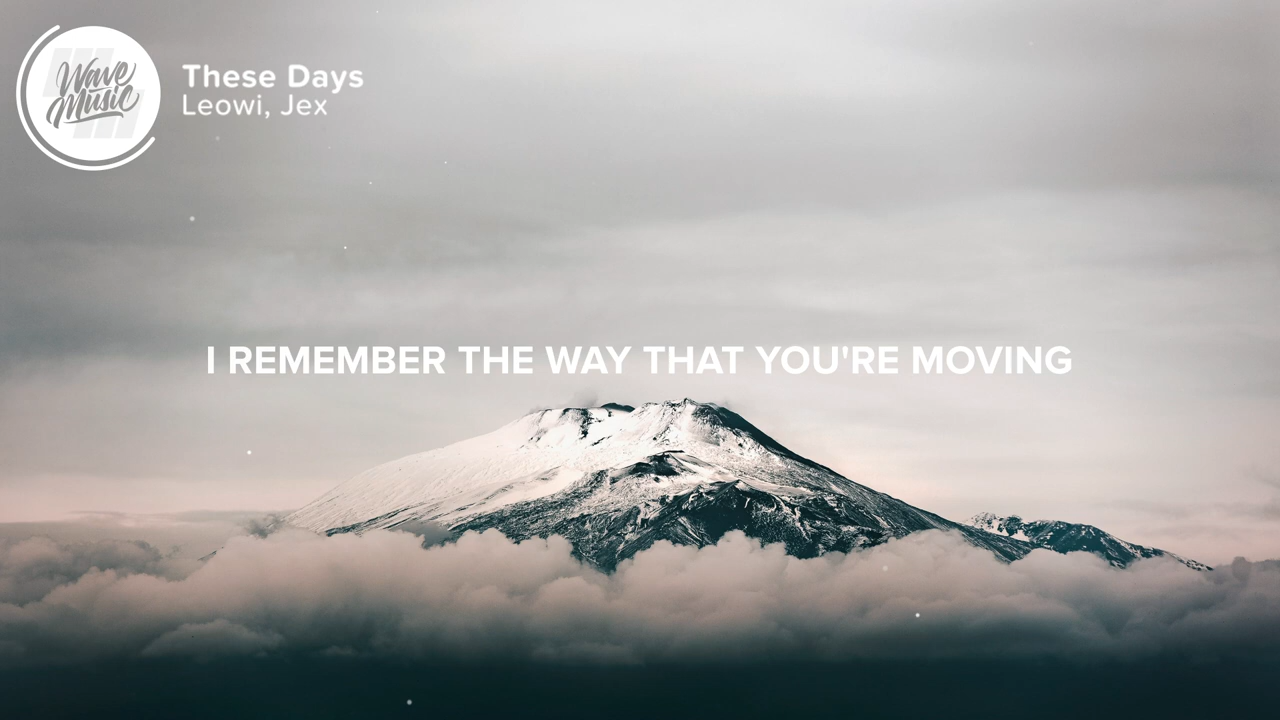 Wave
Music
These Days
Leowi, Jex
I REMEMBER THE WAY THAT YOU'RE MOVING